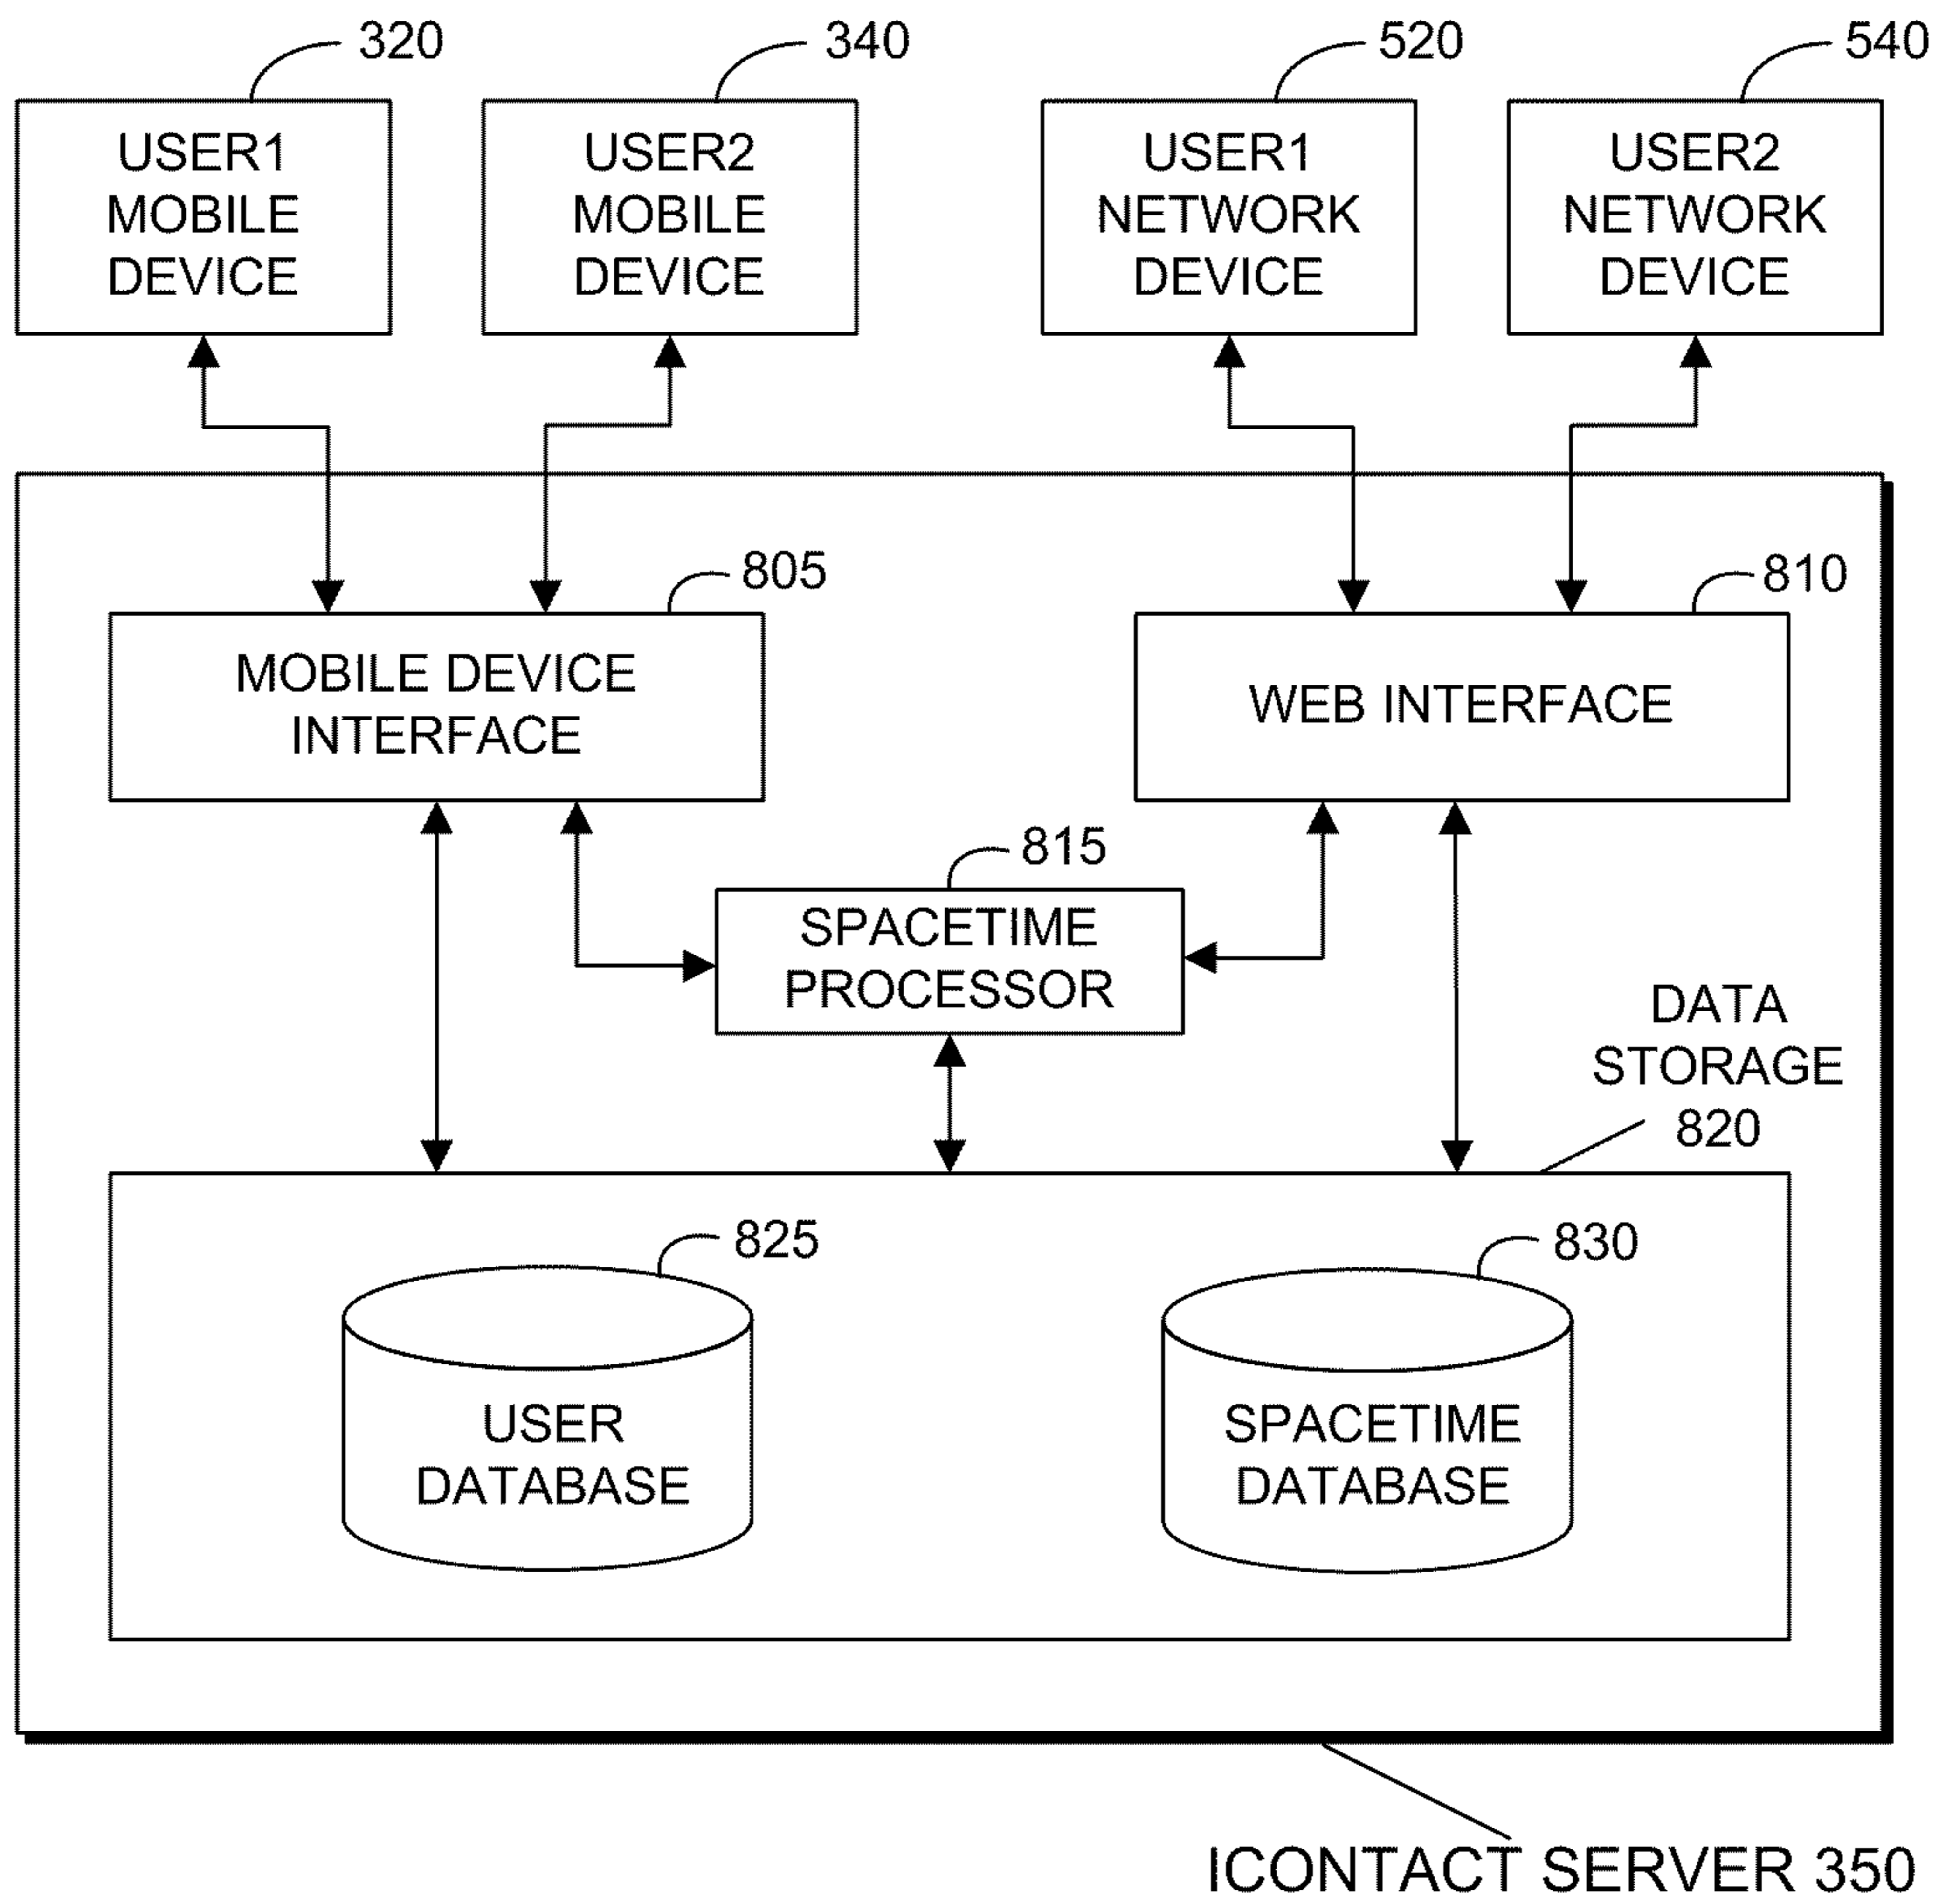 320
340
520
540
USER1
MOBILE
DEVICE
USER2
MOBILE
DEVICE
USER1
NETWORK
DEVICE
USER2
NETWORK
DEVICE
805
810
MOBILE DEVICE
INTERFACE
WEB INTERFACE
815
SPACETIME
PROCESSOR
DATA
STORAGE
820
825
830
USER
DATABASE
SPACETIME
DATABASE
ICONTACT SERVER 350